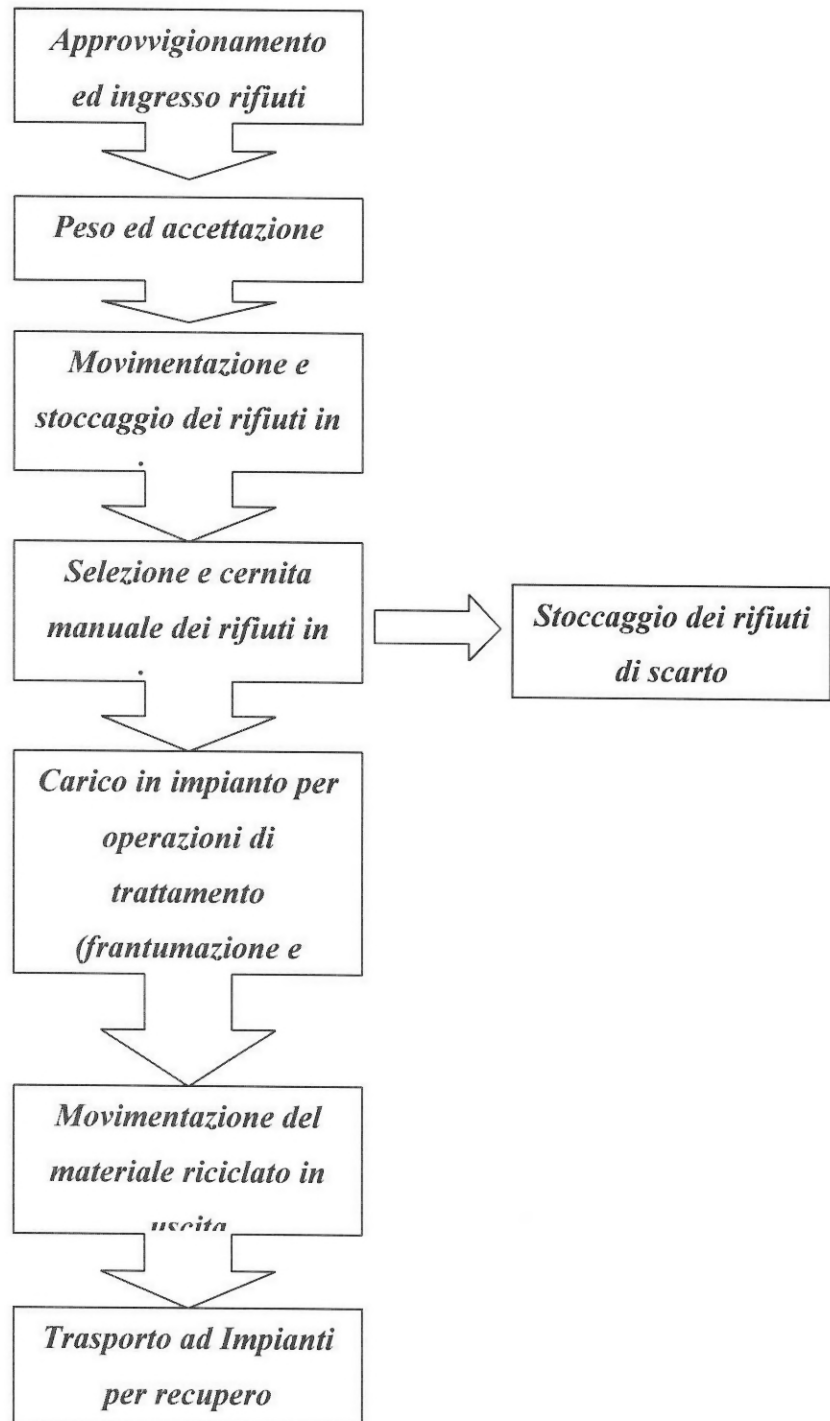 Approvvigionamento
ed ingresso rifiuti
Peso ed accettazione
Movimentazione e
stoccaggio dei rifiuti in
Selezione e cernita
manuale dei rifiuti in
Stoccaggio dei rifiuti
di scarto
Carico in impianto per
operazioni di
trattamento
(frantumazione e
Movimentazione del
materiale riciclato in
uscita
Trasporto ad Impianti
per recupero